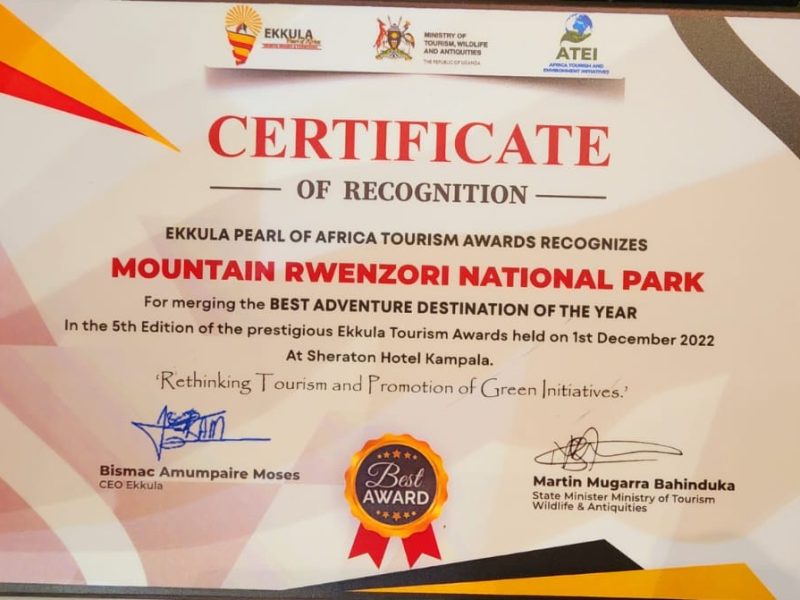 EKKULA
Pearl of Africa
MINISTRY OF
TOURISM, WILDLIFE
AND ANTIQUITIES
THE REPUBLIC OF UGANDA
ATEI
AFRICA TOURISM AND
ENVIRONMENT INITIATIVES
CERTIFICATE
OF RECOGNITION
EKKULA PEARL OF AFRICA TOURISM AWARDS RECOGNIZES
MOUNTAIN RWENZORI NATIONAL PARK
For merging the BEST ADVENTURE DESTINATION OF THE YEAR
In the 5th Edition of the prestigious Ekkula Tourism Awards held on 1st December 2022
At Sheraton Hotel Kampala.
‘Rethinking Tourism and Promotion of Green Initiatives.’
Bismac Amumpaire Moses
CEO Ekkula
Best
AWARD
Martin Mugarra Bahinduka
State Minister Ministry of Tourism
Wildlife & Antiquities